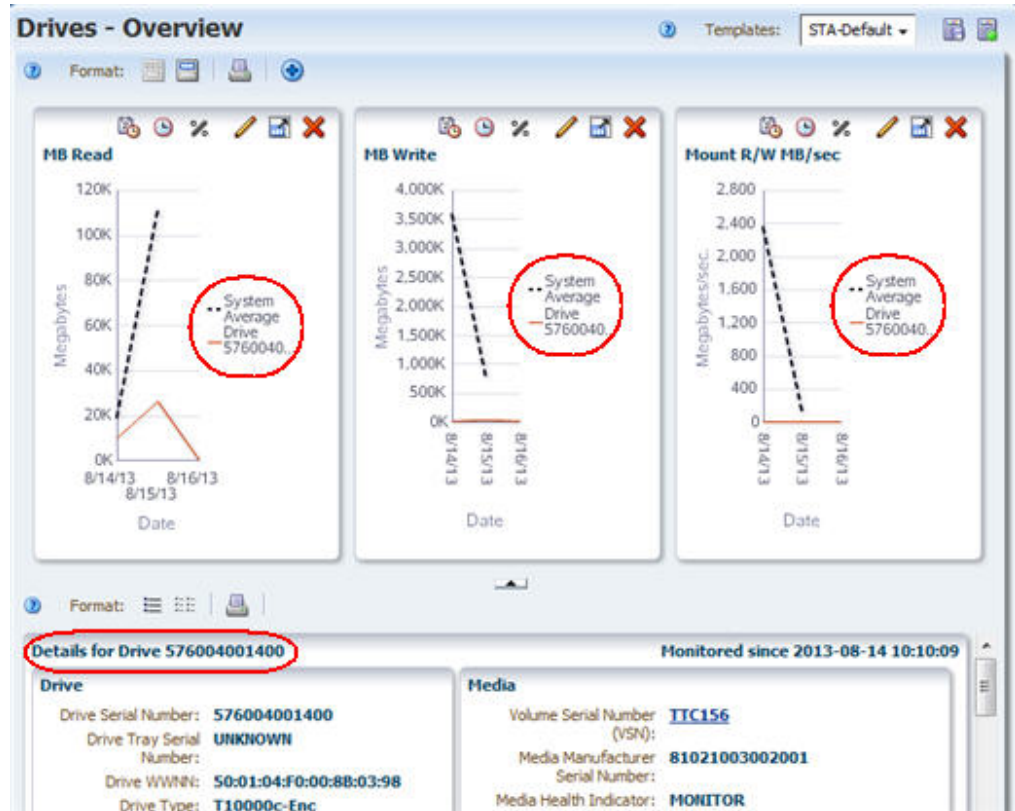 Drives - Overview
Templates: STA-Default
Format:
MB Read
120K
100K
80K
60K
40K
20K
0K
Megabytes
8/14/13
8/15/13
8/16/13
Date
System
Average
Drive
5760040...
MB Write
4.000K
3.500K
3.000K
2.500K
2.000K
1.500K
1.000K
500K
0K
Megabytes
8/14/13
8/15/13
8/16/13
Date
System
Average
Drive
5760040...
Mount R/W MB/sec
2.800
2.400
2.000
1.600
1.200
800
400
0
Megabytes/sec.
8/14/13
8/15/13
8/16/13
Date
System
Average
Drive
5760040...
Format:
Details for Drive 576004001400
Monitored since 2013-08-14 10:10:09
Drive
Drive Serial Number: 576004001400
Drive Tray Serial UNKNOWN
Number:
Drive WWNN: 50:01:04:F0:00:8B:03:98
Drive Type: T10000c-Enc
Media
Volume Serial Number TTC156
(VSN):
Media Manufacturer 81021003002001
Serial Number:
Media Health Indicator: MONITOR